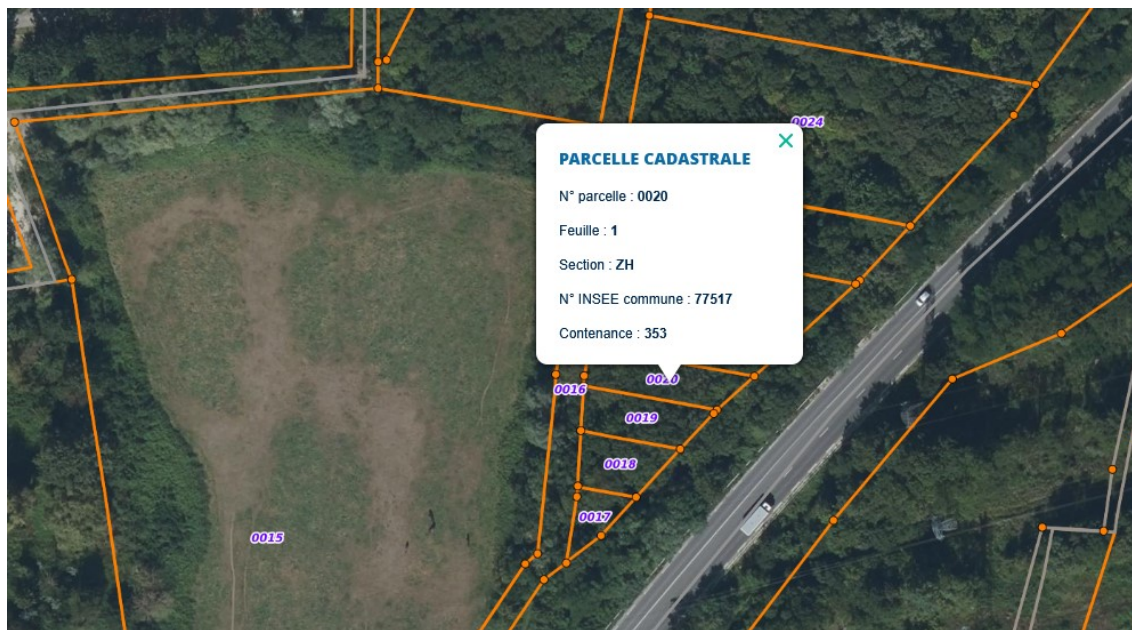 0024
PARCELLE CADASTRALE
N° parcelle : 0020
Feuille : 1
Section : ZH
N° INSEE commune : 77517
Contenance : 353
0020
0016
0019
0018
0017
0015